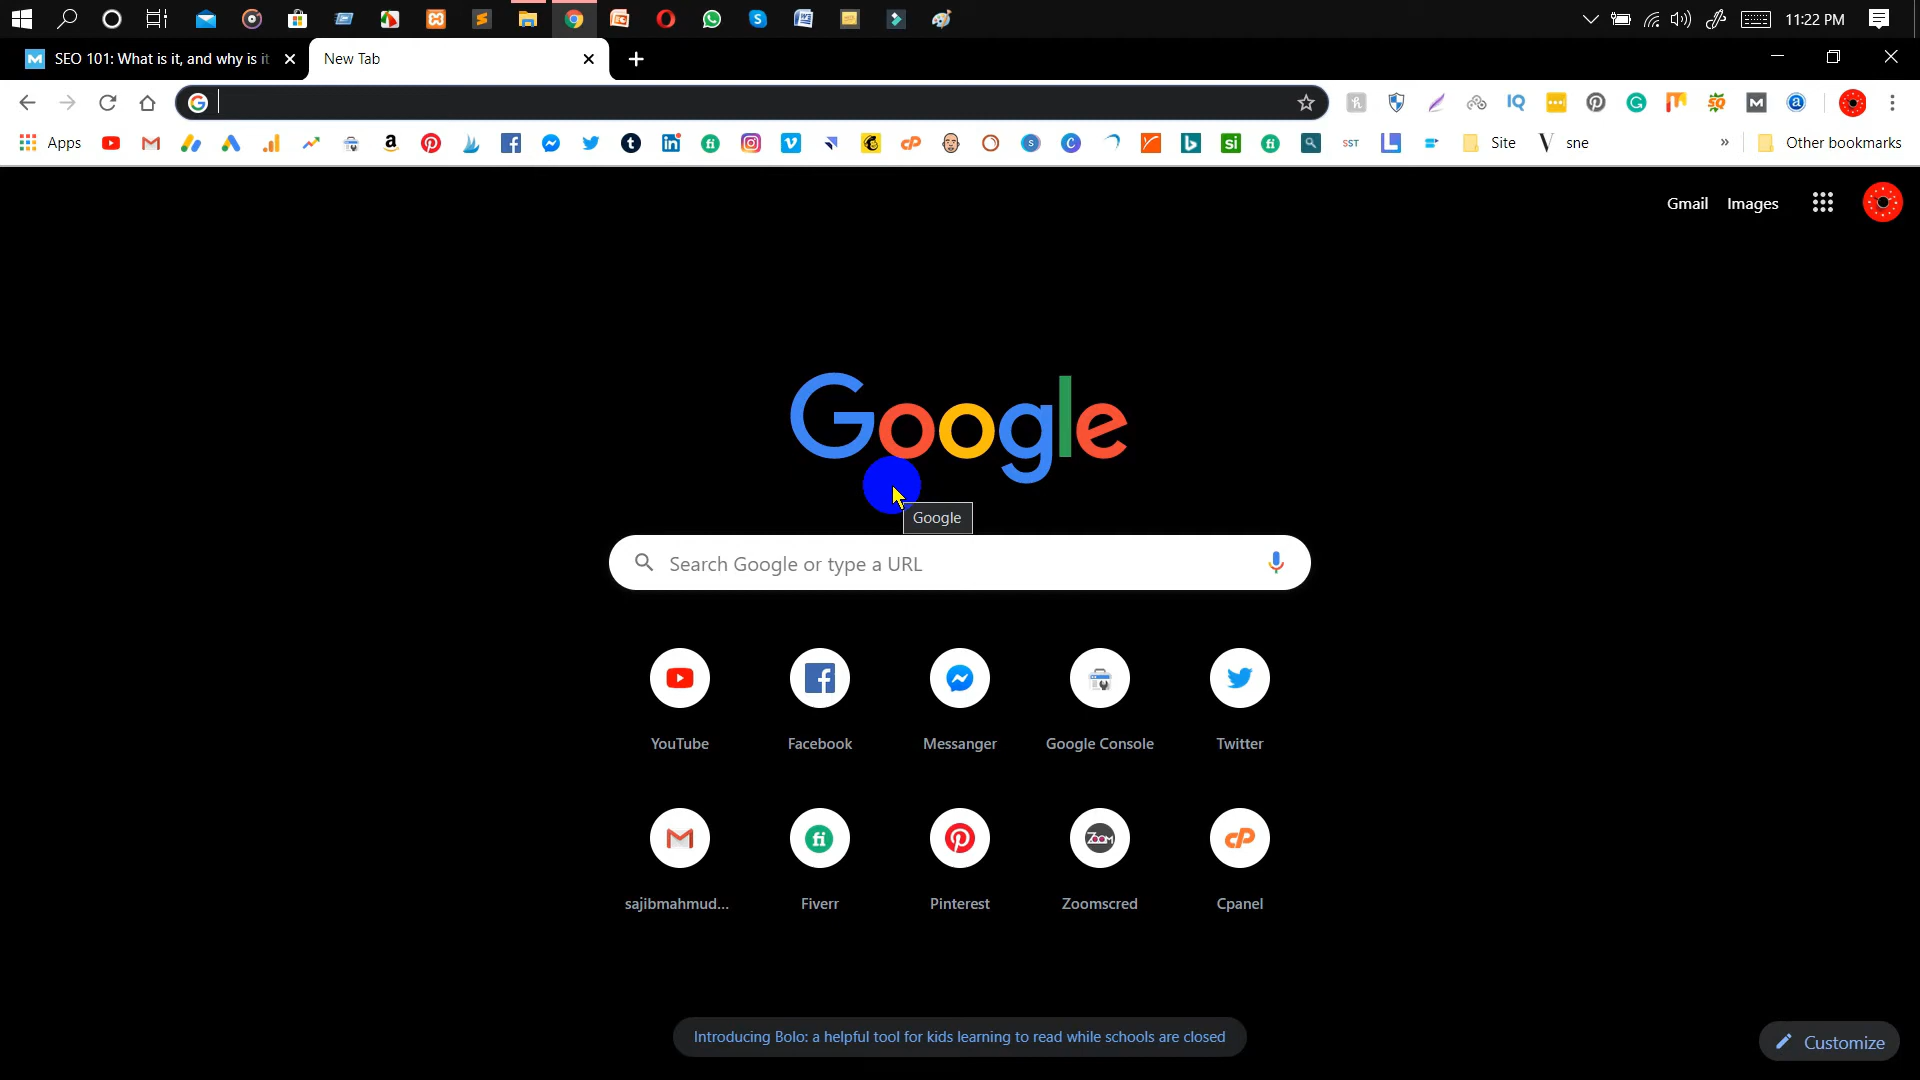 11:22 PM
SEO 101: What is it, and why is it
New Tab
Apps
SST
Site
sne
Other bookmarks
Gmail
Images
Google
Google
Search Google or type a URL
YouTube
Facebook
Messanger
Google Console
Twitter
sajibmahmud...
Fiverr
Pinterest
Zoomscred
Cpanel
Introducing Bolo: a helpful tool for kids learning to read while schools are closed
Customize